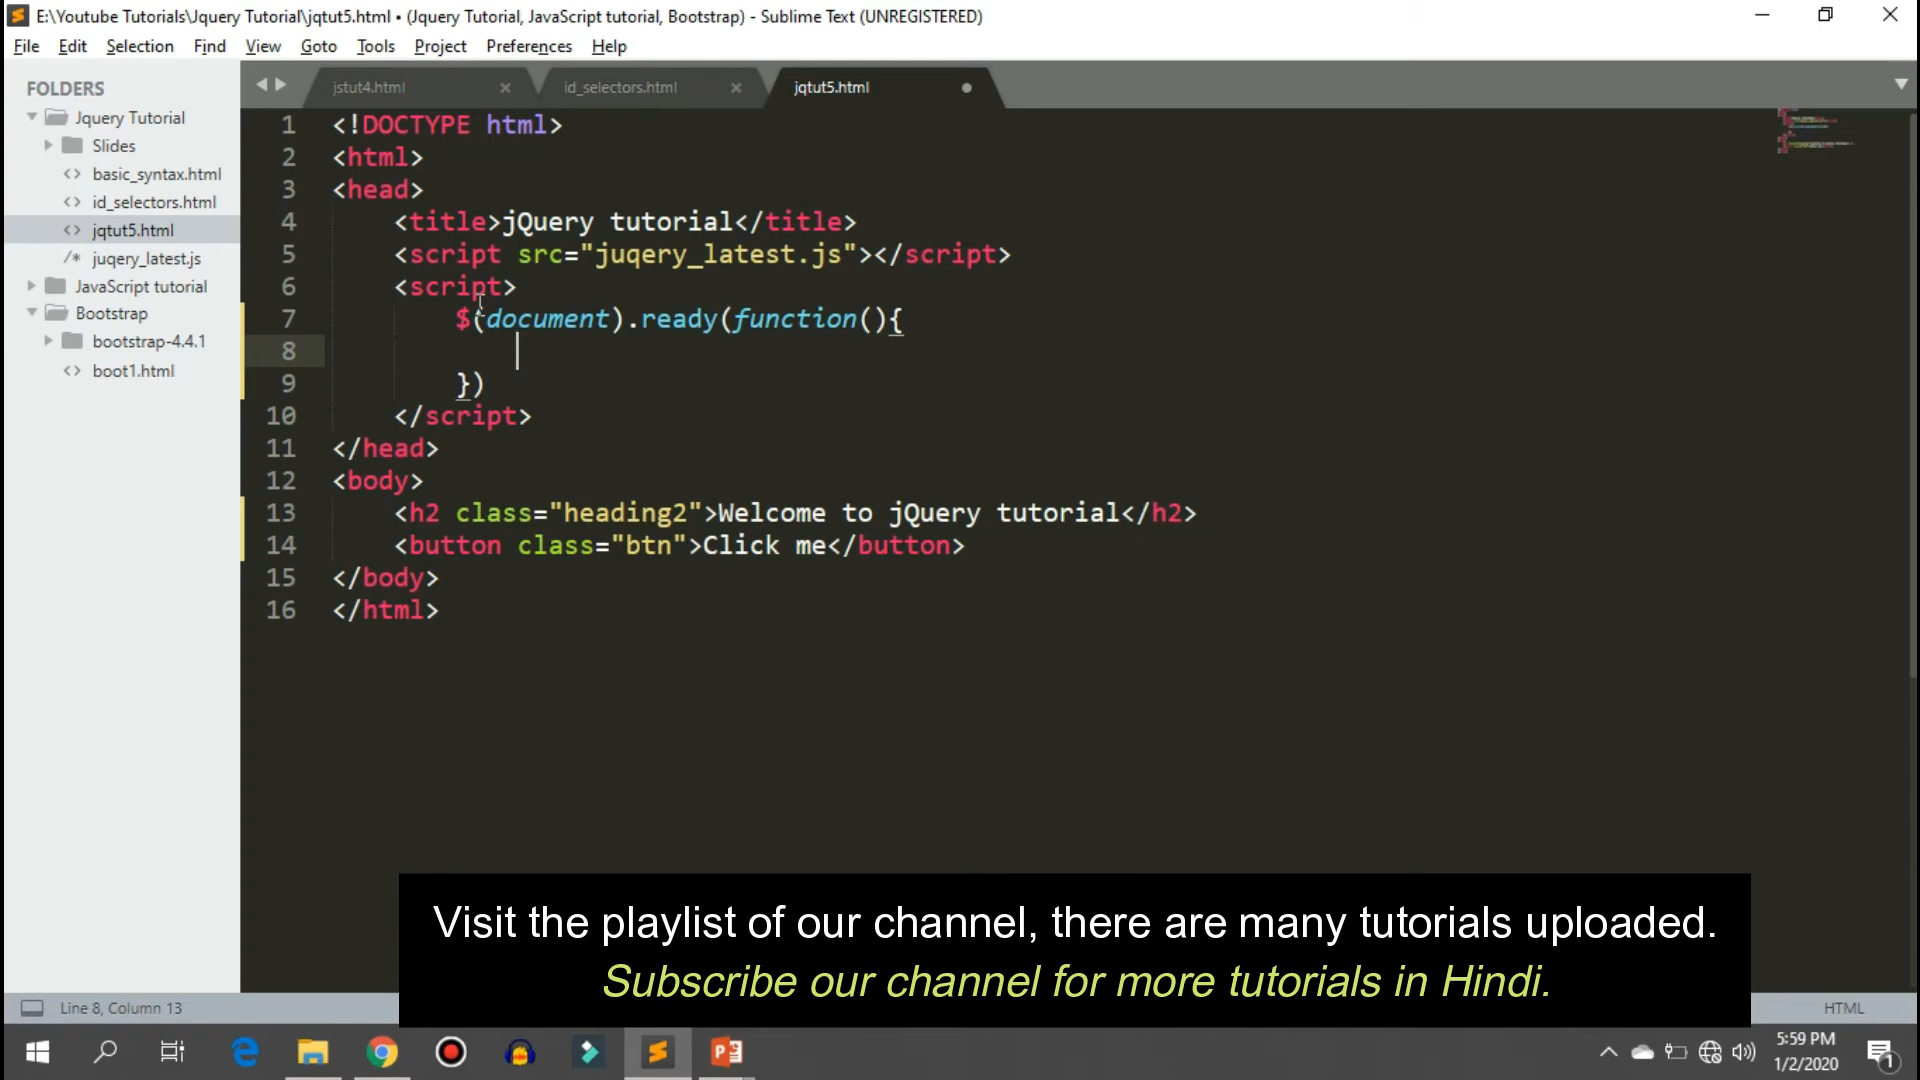 E:\Youtube Tutorials\Jquery Tutorial\jqtut5.html • (Jquery Tutorial, JavaScript tutorial, Bootstrap) - Sublime Text (UNREGISTERED)
File Edit Selection Find View Goto Tools Project Preferences Help
FOLDERS
Jquery Tutorial
Slides
basic_syntax.html
id_selectors.html
jqtut5.html
juqery_latest.js
JavaScript tutorial
Bootstrap
bootstrap-4.4.1
boot1.html
jstut4.html id_selectors.html jqtut5.html
1 <!DOCTYPE html>
2 <html>
3 <head>
4 <title>jQuery tutorial</title>
5 <script src="juqery_latest.js"></script>
6 <script>
7 $(document).ready(function(){
8
9 })
10 </script>
11 </head>
12 <body>
13 <h2 class="heading2">Welcome to jQuery tutorial</h2>
14 <button class="btn">Click me</button>
15 </body>
16 </html>
Visit the playlist of our channel, there are many tutorials uploaded.
Subscribe our channel for more tutorials in Hindi.
Line 8, Column 13
HTML
5:59 PM
1/2/2020
1